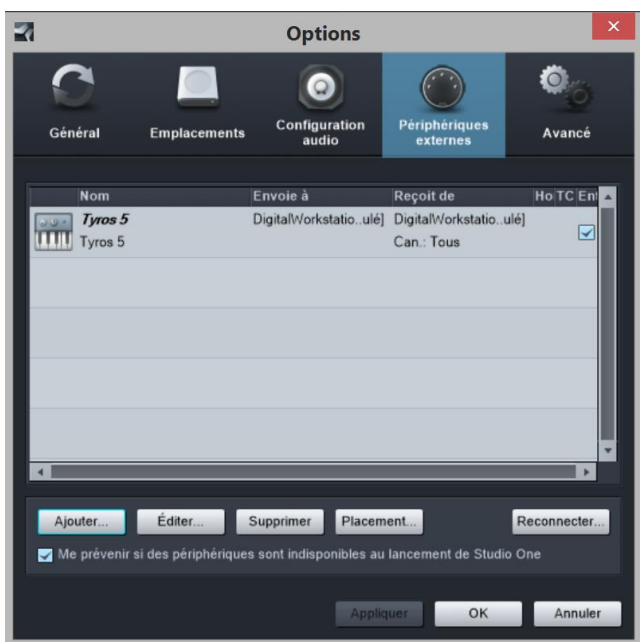 Options
Général
Emplacements
Configuration
audio
Périphériques
externes
Avancé
Nom Envoie à Reçoit de Ho TC Ent
Tyros 5 DigitalWorkstatio..ulé] DigitalWorkstatio..ulé]
Tyros 5 Can.: Tous
Ajouter... Éditer... Supprimer Placement... Reconnecter...
Me prévenir si des périphériques sont indisponibles au lancement de Studio One
Appliquer OK Annuler